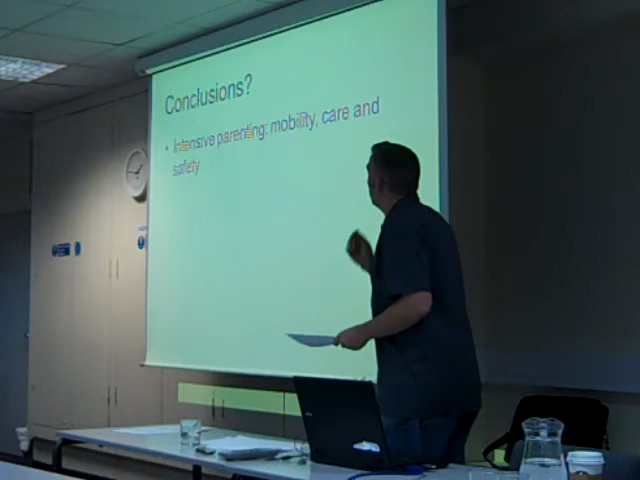 Conclusions?
• Intensive parenting: mobility, care and
safety